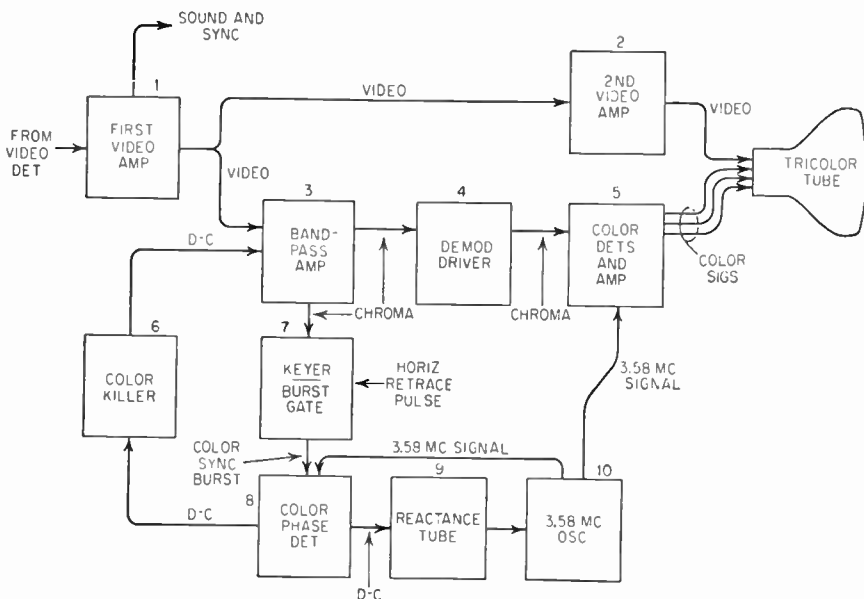 SOUND AND
SYNC
1
FIRST
VIDEO
AMP
FROM
VIDEO
DET
VIDEO
VIDEO
2
2ND
VIDEO
AMP
VIDEO
TRICOLOR
TUBE
3
BAND-
PASS
AMP
4
DEMOD
DRIVER
5
COLOR
DETS
AND
AMP
COLOR
SIGS
D-C
CHROMA
CHROMA
6
COLOR
KILLER
7
KEYER
BURST
GATE
HORIZ
RETRACE
PULSE
3.58 MC
SIGNAL
COLOR
SYNC
BURST
3.58 MC SIGNAL
8
COLOR
PHASE
DET
9
REACTANCE
TUBE
10
3.58 MC
OSC
D-C
D-C